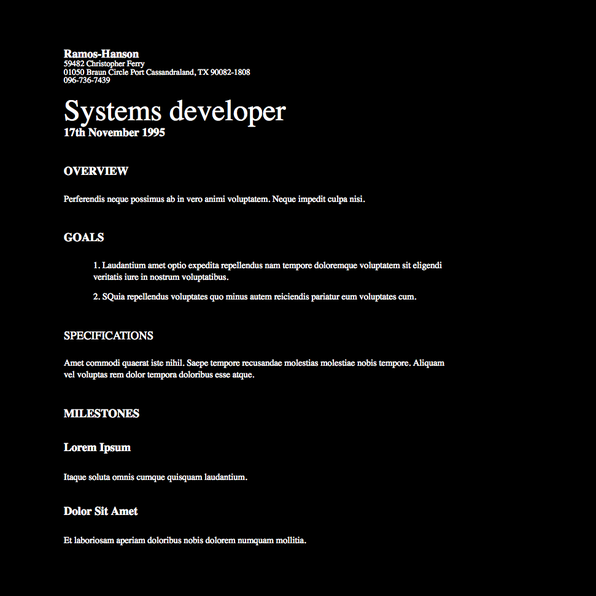 Ramos-Hanson
59482 Christopher Ferry
01050 Braun Circle Port Cassandraland, TX 90082-1808
096-736-7439
Systems developer
17th November 1995
OVERVIEW
Perferendis neque possimus ab in vero animi voluptatem. Neque impedit culpa nisi.
GOALS
1. Laudantium amet optio expedita repellendus nam tempore doloremque voluptatem sit eligendi
veritatis iure in nostrum voluptatibus.
2. SQuia repellendus voluptates quo minus autem reiciendis pariatur eum voluptates cum.
SPECIFICATIONS
Amet commodi quaerat iste nihil. Saepe tempore recusandae molestias molestiae nobis tempore. Aliquam
vel voluptas rem dolor tempora doloribus esse atque.
MILESTONES
Lorem Ipsum
Itaque soluta omnis cumque quisquam laudantium.
Dolor Sit Amet
Et laboriosam aperiam doloribus nobis dolorem numquam mollitia.